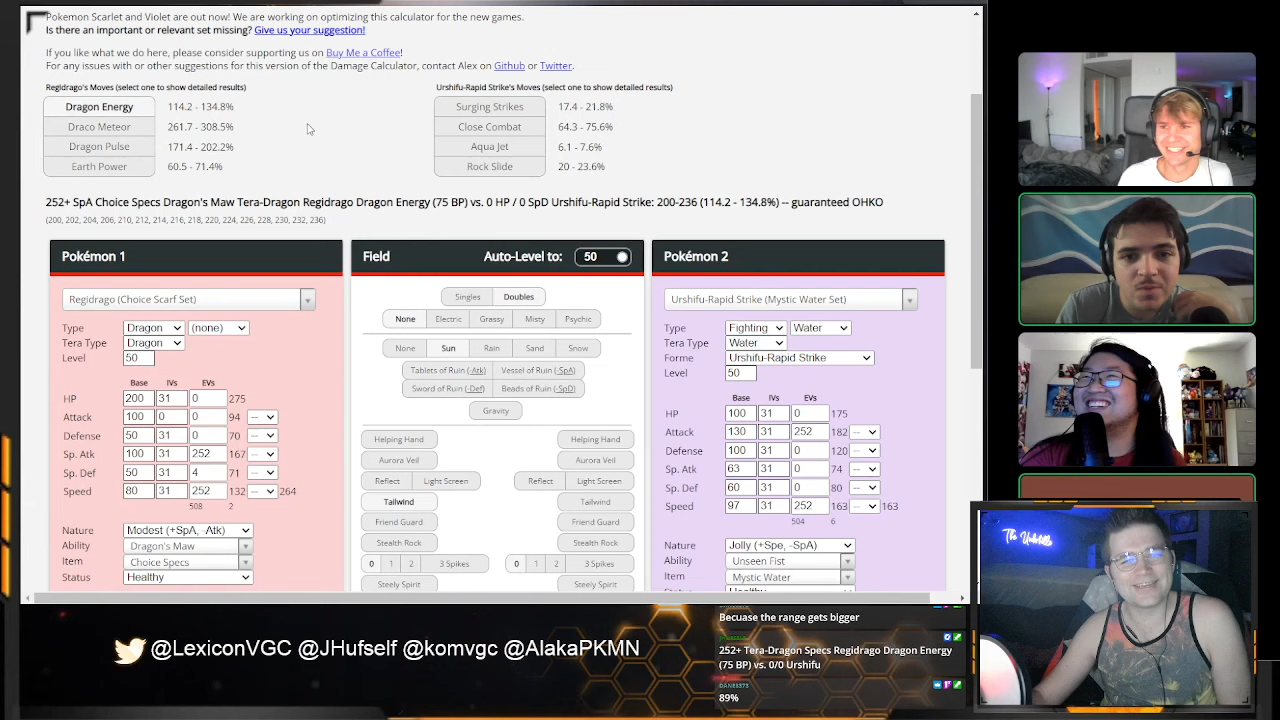 Pokemon Scarlet and Violet are out now! We are working on optimizing this calculator for the new games.
Is there an important or relevant set missing? Give us your suggestion!
If you like what we do here, please consider supporting us on Buy Me a Coffee!
For any issues with or other suggestions for this version of the Damage Calculator, contact Alex on Github or Twitter.
Regidrago's Moves (select one to show detailed results)
Dragon Energy 114.2 - 134.8%
Draco Meteor 261.7 - 308.5%
Dragon Pulse 171.4 - 202.2%
Earth Power 60.5 - 71.4%
Urshifu-Rapid Strike's Moves (select one to show detailed results)
Surging Strikes 17.4 - 21.8%
Close Combat 64.3 - 75.6%
Aqua Jet 6.1 - 7.6%
Rock Slide 20 - 23.6%
252+ SpA Choice Specs Dragon's Maw Tera-Dragon Regidrago Dragon Energy (75 BP) vs. 0 HP / 0 SpD Urshifu-Rapid Strike: 200-236 (114.2 - 134.8%) -- guaranteed OHKO
(200, 202, 204, 206, 210, 212, 214, 216, 218, 220, 224, 226, 228, 230, 232, 236)
Pokémon 1
Regidrago (Choice Scarf Set)
Type Dragon (none)
Tera Type Dragon
Level 50
Base IVs EVs
HP 200 31 0 275
Attack 100 0 0 94 --
Defense 50 31 0 70 --
Sp. Atk 100 31 252 167 --
Sp. Def 50 31 4 71 --
Speed 80 31 252 132 -- 264
508 2
Nature Modest (+SpA, -Atk)
Ability Dragon's Maw
Item Choice Specs
Status Healthy
Field Auto-Level to: 50
Singles Doubles
None Electric Grassy Misty Psychic
None Sun Rain Sand Snow
Tablets of Ruin (-Atk) Vessel of Ruin (-SpA)
Sword of Ruin (-Def) Beads of Ruin (-SpD)
Gravity
Helping Hand Helping Hand
Aurora Veil Aurora Veil
Reflect Light Screen Reflect Light Screen
Tailwind Tailwind
Friend Guard Friend Guard
Stealth Rock Stealth Rock
0 1 2 3 Spikes 0 1 2 3 Spikes
Steely Spirit Steely Spirit
Pokémon 2
Urshifu-Rapid Strike (Mystic Water Set)
Type Fighting Water
Tera Type Water
Forme Urshifu-Rapid Strike
Level 50
Base IVs EVs
HP 100 31 0 175
Attack 130 31 252 182 --
Defense 100 31 0 120 --
Sp. Atk 63 31 0 74 --
Sp. Def 60 31 0 80 --
Speed 97 31 252 163 -- 163
504 6
Nature Jolly (+Spe, -SpA)
Ability Unseen Fist
Item Mystic Water
The Underhills
@LexiconVGC @JHufself @komvgc @AlakaPKMN
Becuase the range gets bigger
252+ Tera-Dragon Specs Regidrago Dragon Energy
(75 BP) vs. 0/0 Urshifu
89%